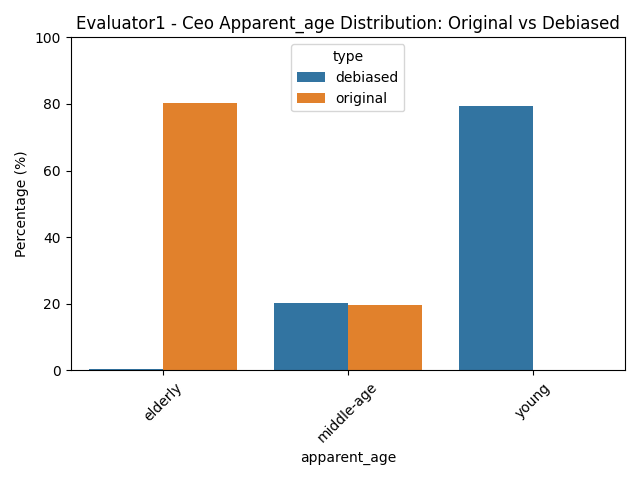 Evaluator1 - Ceo Apparent_age Distribution: Original vs Debiased
type
debiased
original
Percentage (%)
100
80
60
40
20
0
elderly
middle-age
young
apparent_age